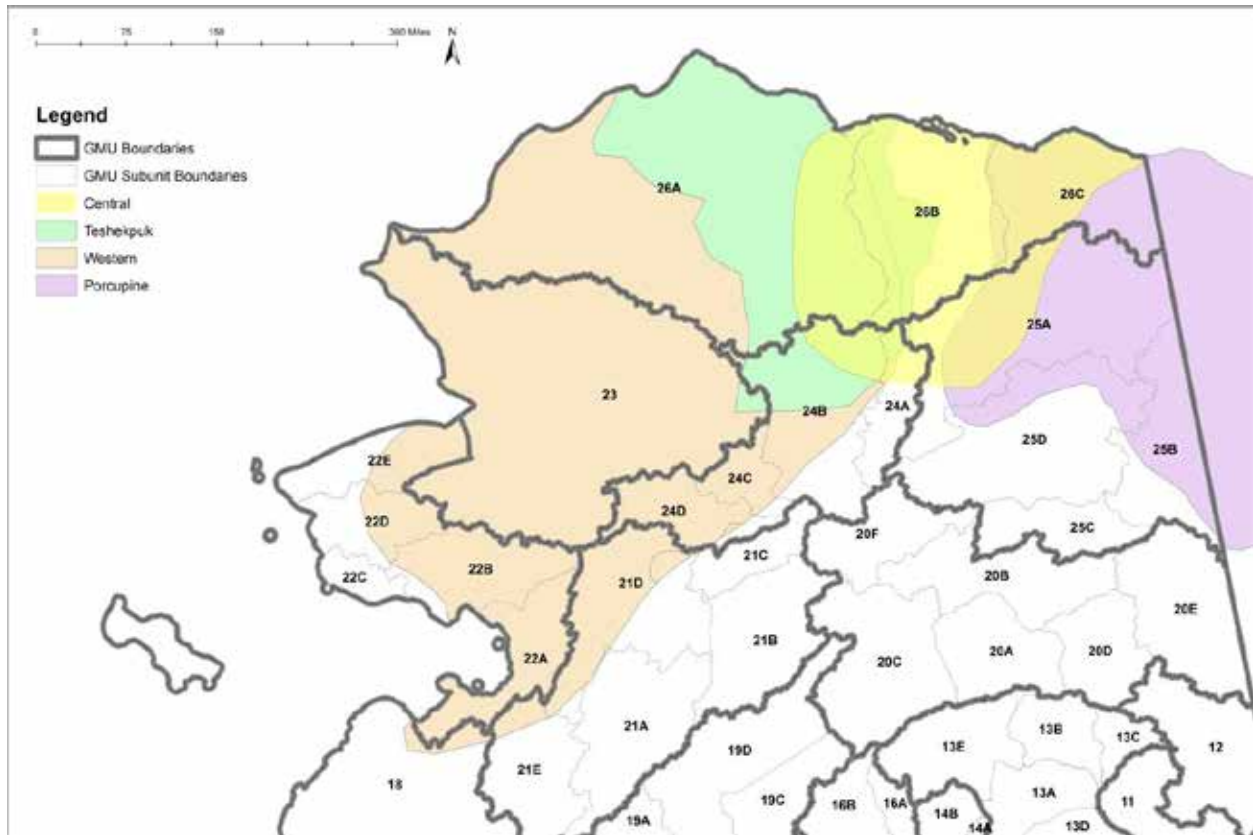 0 75 150 300 Miles N
Legend
GMU Boundaries
GMU Subunit Boundaries
Central
Teshekpuk
Western
Porcupine
26A
26C
26B
25A
23
24B
24A
25D
25B
22E
24C
24D
22D
20F
25C
21C
22C
22B
21D
20B
20E
21B
22A
20C
20A
20D
21A
13B
13C
19D
13E
12
21E
18
13A
19C
16B
16A
11
14B
19A
14A
13D